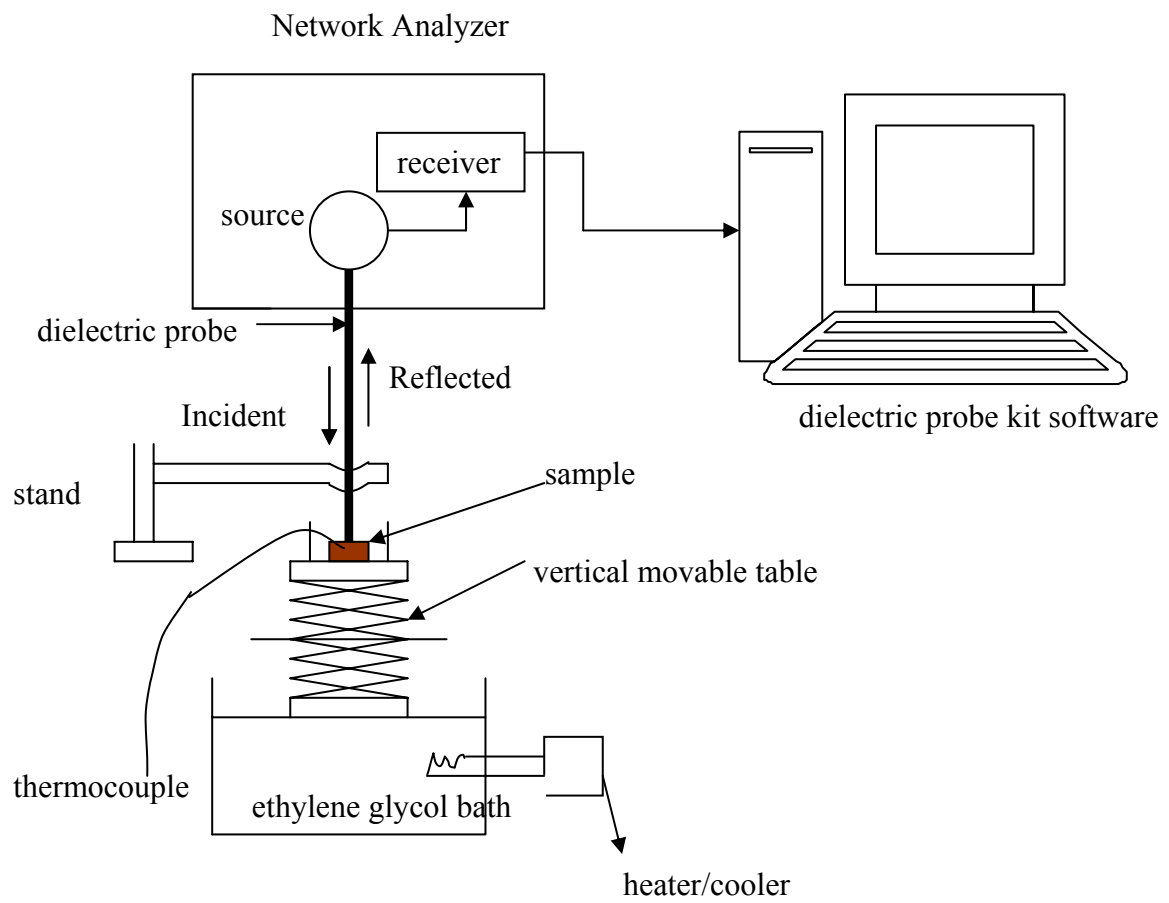 Network Analyzer
receiver
source
dielectric probe
Reflected
Incident
dielectric probe kit software
sample
stand
vertical movable table
thermocouple
ethylene glycol bath
heater/cooler